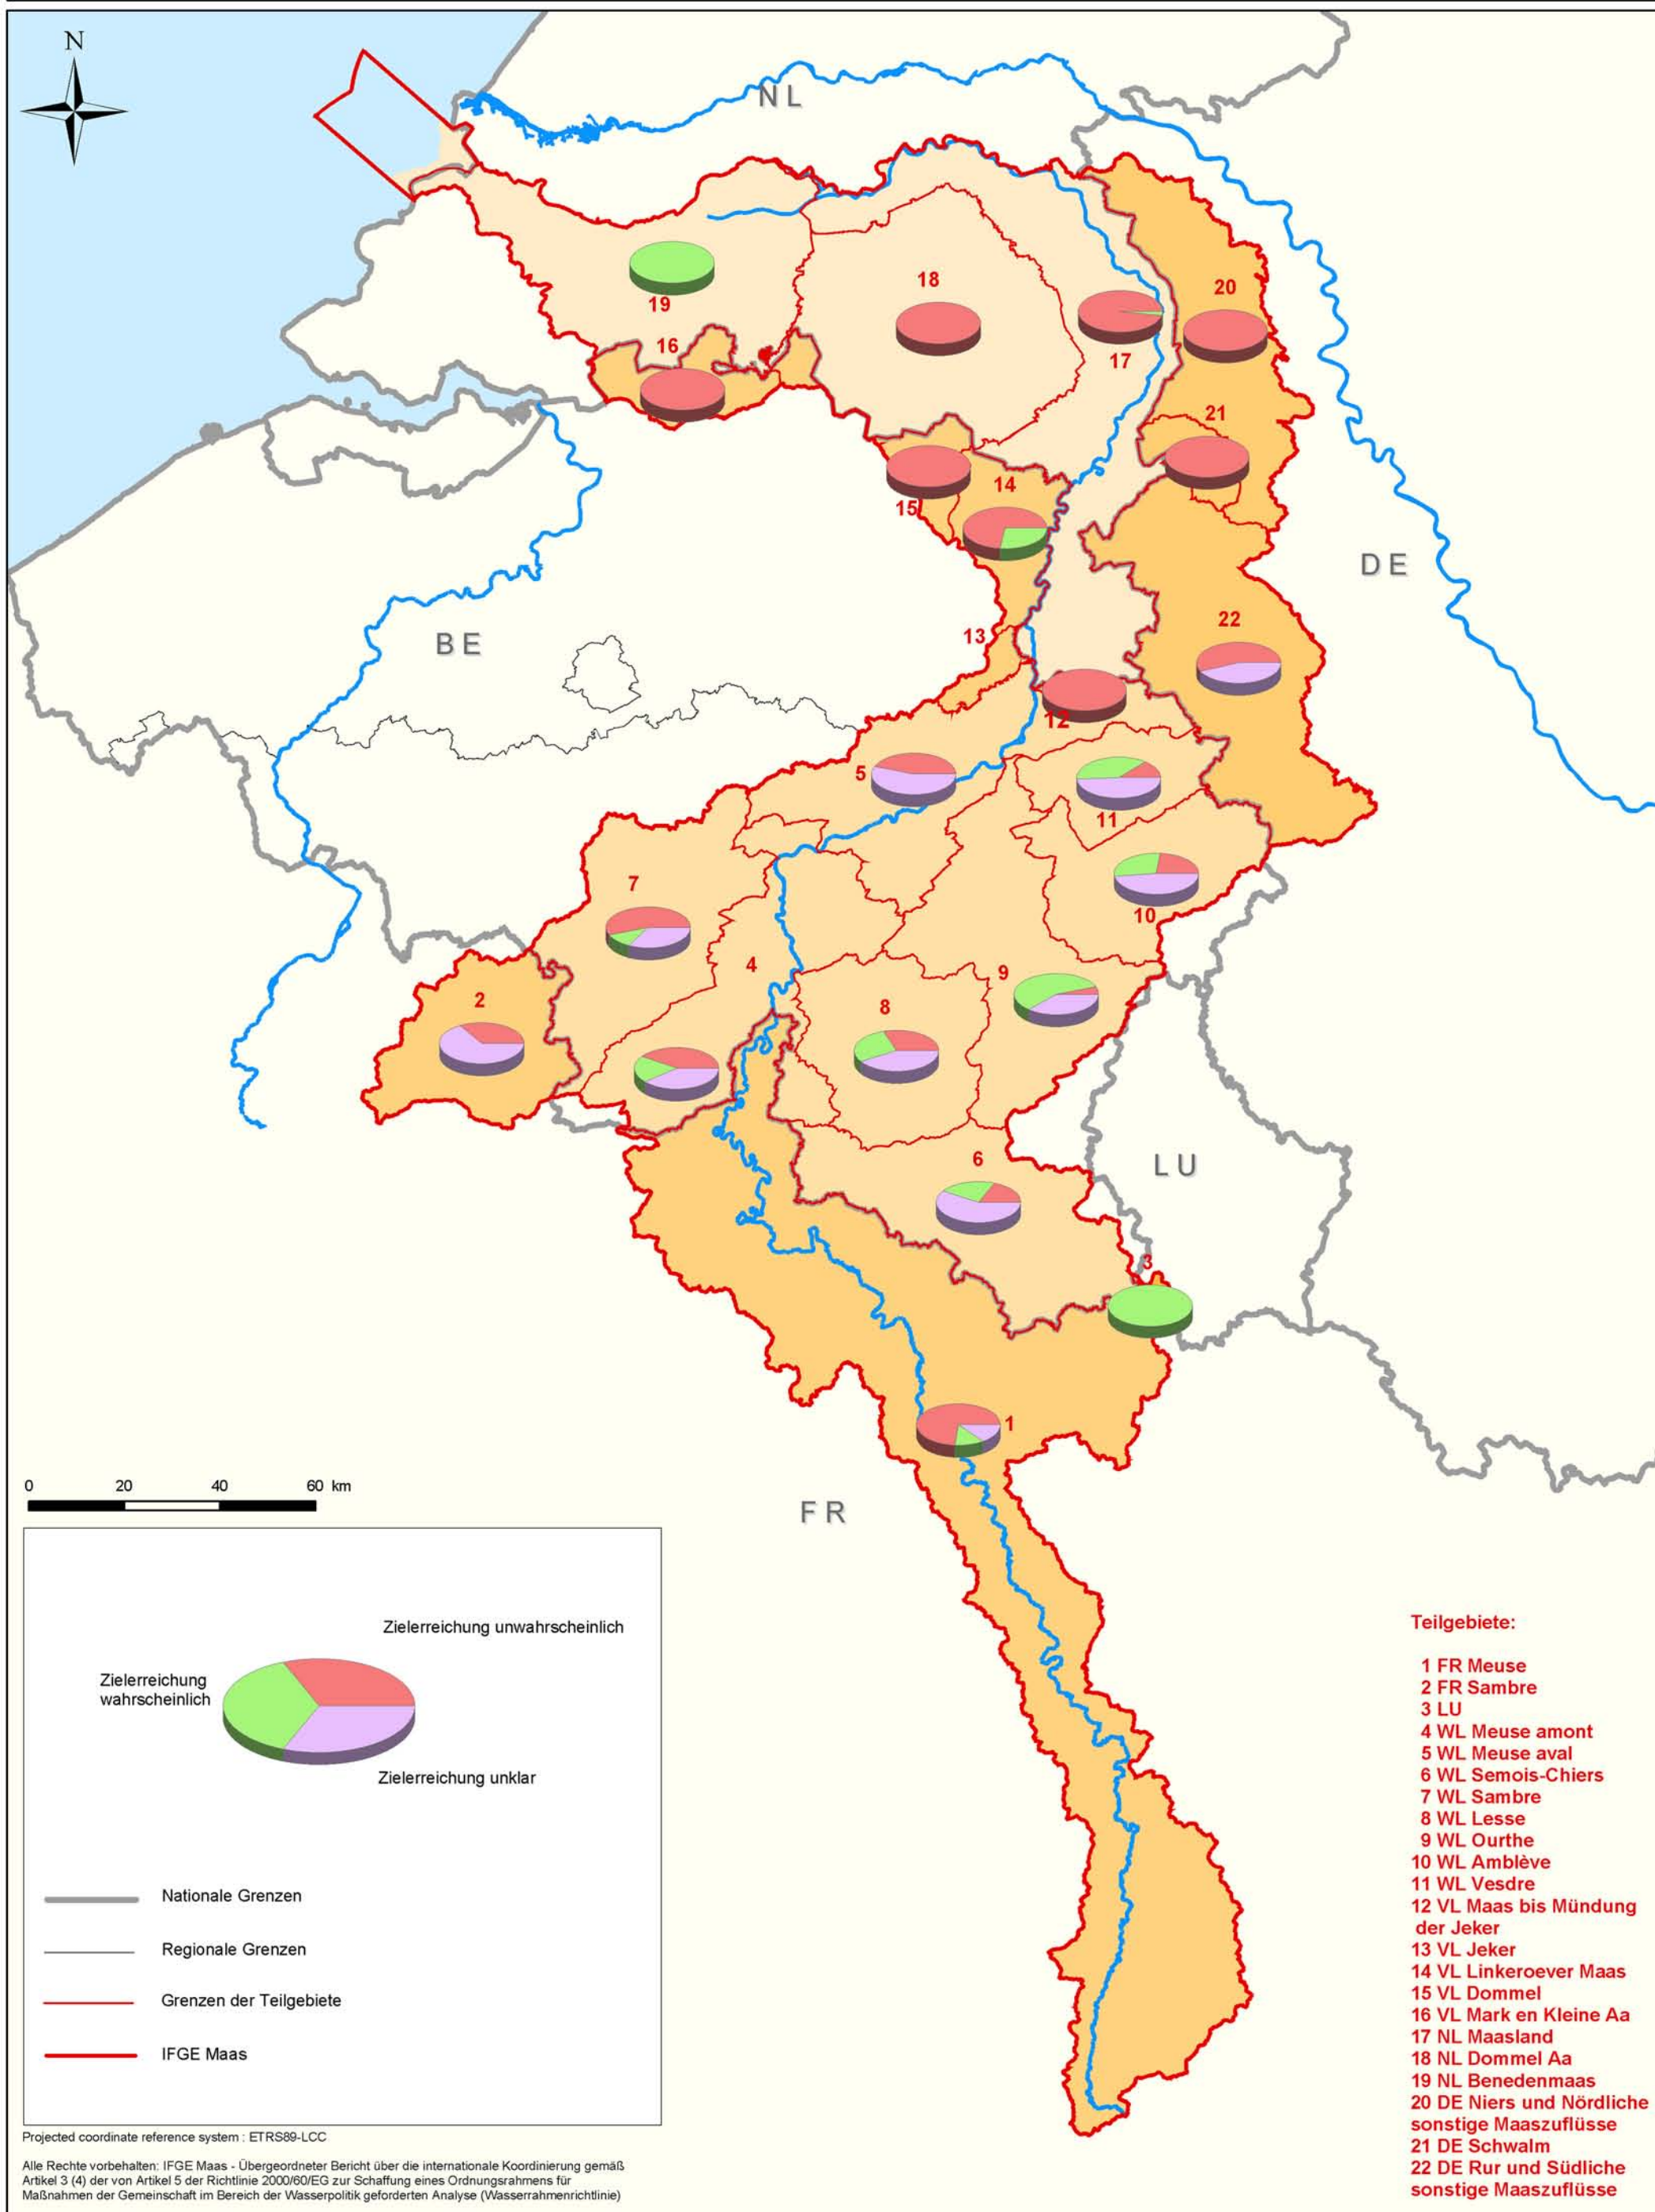 N
NL
19
18
20
16
17
21
14
15
DE
BE
22
13
12
5
11
7
10
4
9
2
8
6
LU
3
1
FR
0 20 40 60 km
Zielerreichung unwahrscheinlich
Zielerreichung
wahrscheinlich
Zielerreichung unklar
Nationale Grenzen
Regionale Grenzen
Grenzen der Teilgebiete
IFGE Maas
Teilgebiete:
1 FR Meuse
2 FR Sambre
3 LU
4 WL Meuse amont
5 WL Meuse aval
6 WL Semois-Chiers
7 WL Sambre
8 WL Lesse
9 WL Ourthe
10 WL Amblève
11 WL Vesdre
12 VL Maas bis Mündung
der Jeker
13 VL Jeker
14 VL Linkeroever Maas
15 VL Dommel
16 VL Mark en Kleine Aa
17 NL Maasland
18 NL Dommel Aa
19 NL Benedenmaas
20 DE Niers und Nördliche
sonstige Maaszuflüsse
21 DE Schwalm
22 DE Rur und Südliche
sonstige Maaszuflüsse
Projected coordinate reference system : ETRS89-LCC
Alle Rechte vorbehalten: IFGE Maas - Übergeordneter Bericht über die internationale Koordinierung gemäß
Artikel 3 (4) der von Artikel 5 der Richtlinie 2000/60/EG zur Schaffung eines Ordnungsrahmens für
Maßnahmen der Gemeinschaft im Bereich der Wasserpolitik geforderten Analyse (Wasserrahmenrichtlinie)